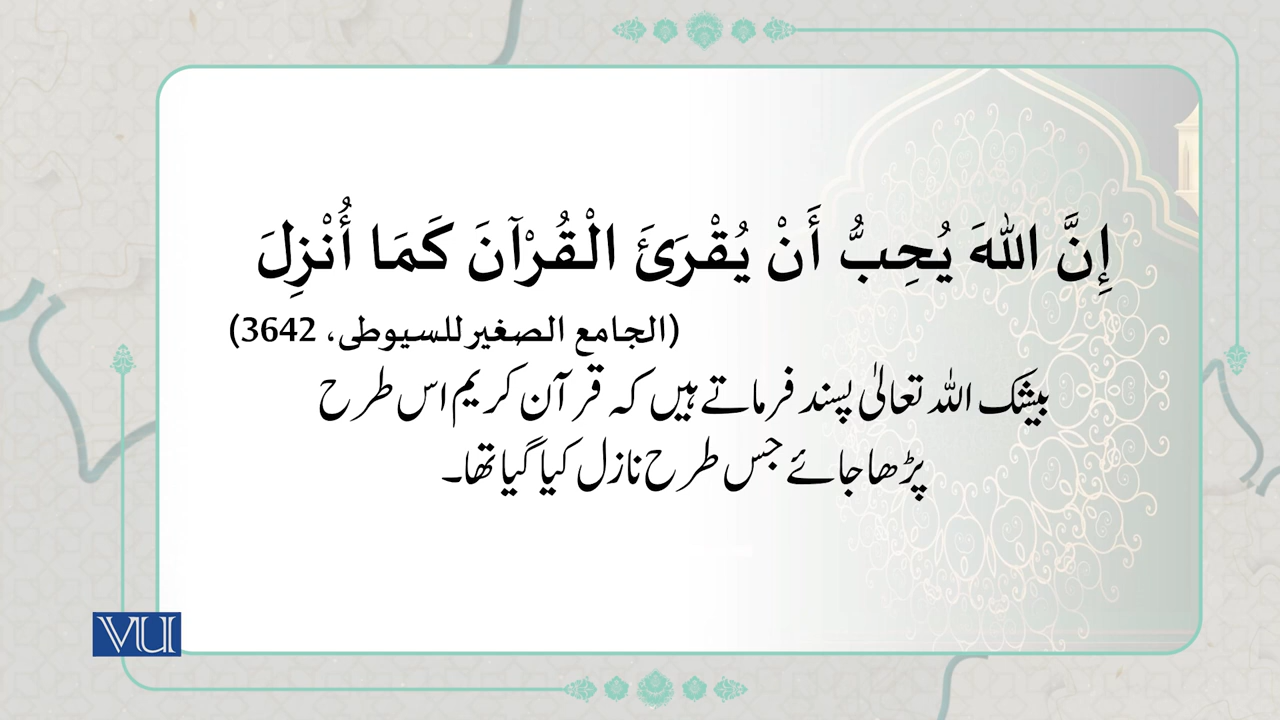 إِنَّ اللهَ يُحِبُّ أَنْ يُقْرَئَ الْقُرْآنَ كَمَا أُنْزِلَ
(الجامع الصغیر للسیوطی، 3642)
بیشک اللہ تعالیٰ پسند فرماتے ہیں کہ قرآن کریم اس طرح
پڑھا جائے جس طرح نازل کیا گیا تھا۔
VU